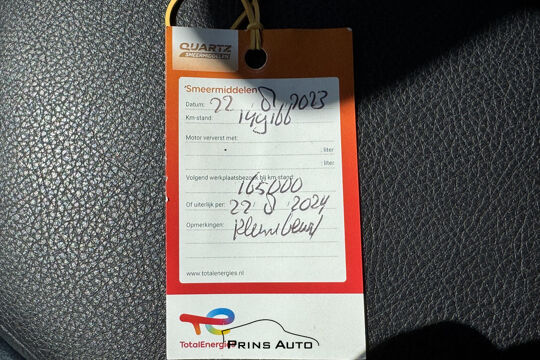 QUARTZ
SMEERMIDDELEN
Smeermiddelen
Datum: 22 8 2023
Km-stand: 149166
Motor ververst met:
, liter
, liter
Volgend werkplaatsbezoek bij km-stand:
165000
Of uiterlijk per: 22 8 2024
Opmerkingen:
www.totalenergies.nl
TotalEnergies
PRINS AUTO